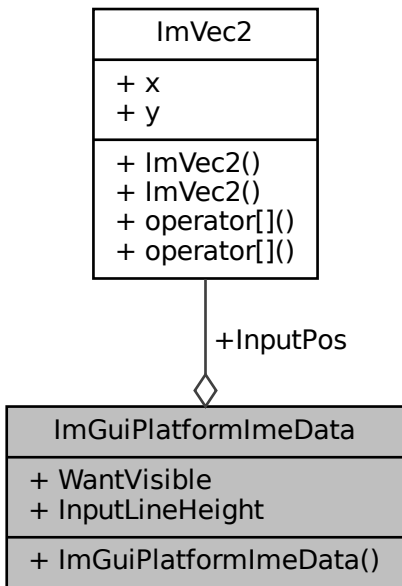 ImVec2
+ x
+ y
+ ImVec2()
+ ImVec2()
+ operator[]()
+ operator[]()
+InputPos
ImGuiPlatformImeData
+ WantVisible
+ InputLineHeight
+ ImGuiPlatformImeData()